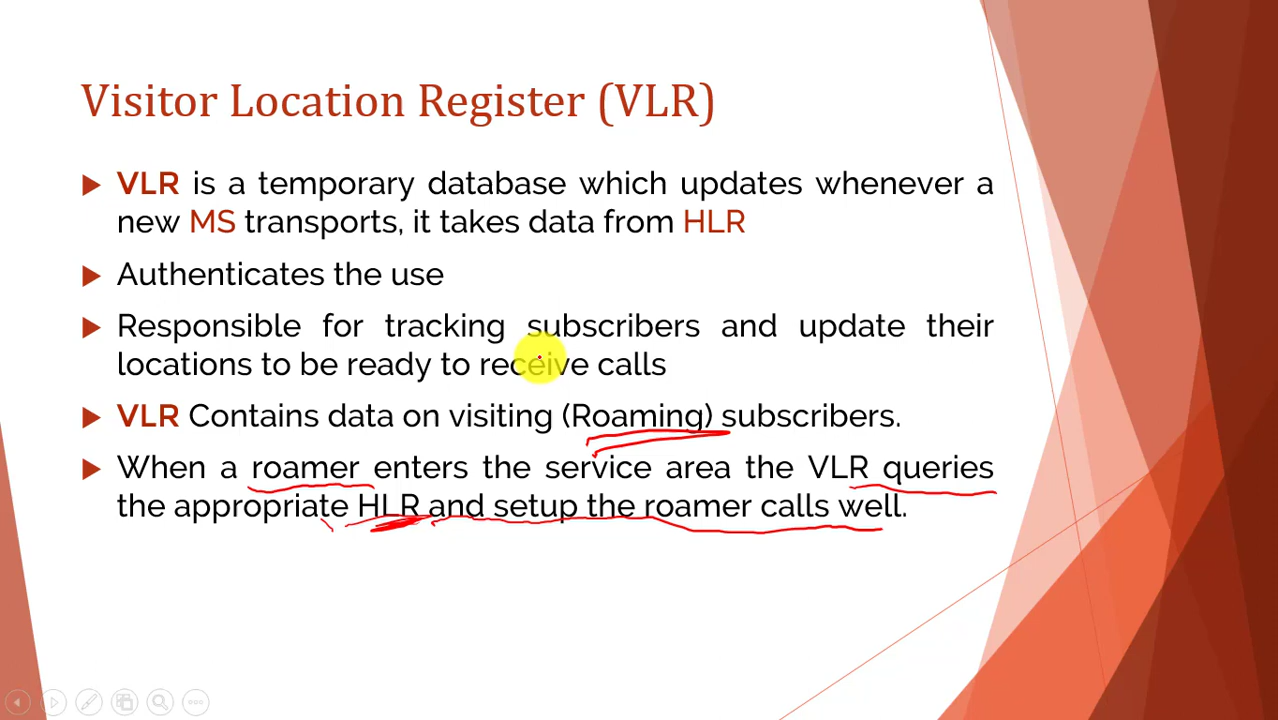 Visitor Location Register (VLR)
VLR is a temporary database which updates whenever a
new MS transports, it takes data from HLR
Authenticates the use
Responsible for tracking subscribers and update their
locations to be ready to receive calls
VLR Contains data on visiting (Roaming) subscribers.
When a roamer enters the service area the VLR queries
the appropriate HLR and setup the roamer calls well.